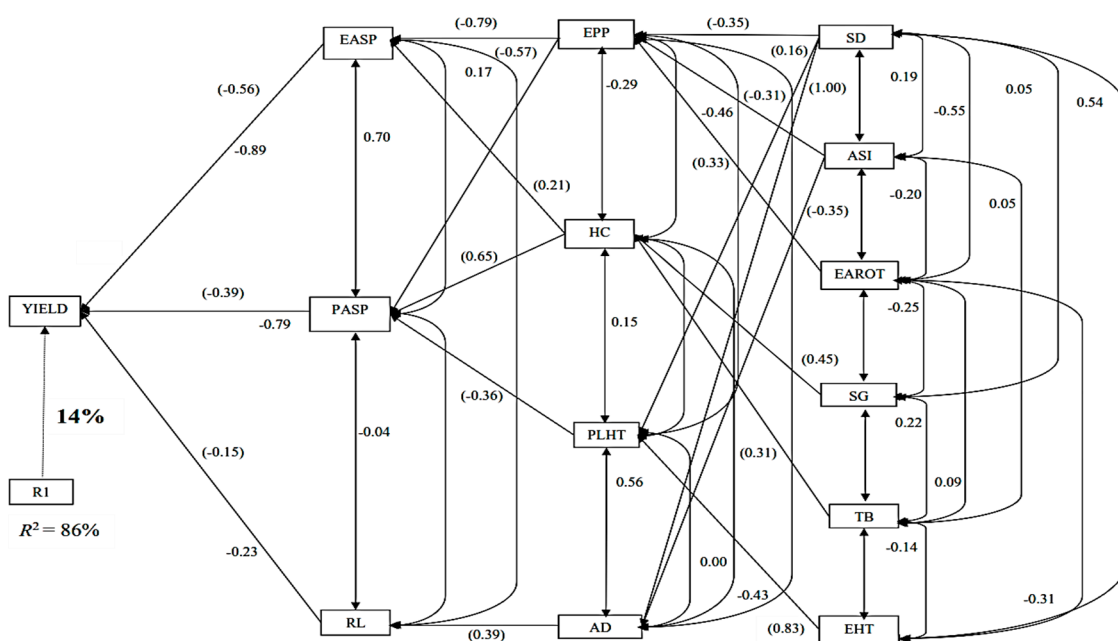 (-0.79)
(-0.35)
EASP
EPP
SD
(-0.57)
(0.16)
0.17
(-0.56)
-0.29
(1.00)
0.19
0.05
0.54
(-0.31)
-0.46
-0.55
0.70
-0.89
ASI
(0.33)
(0.21)
-0.20
0.05
(-0.35)
HC
(0.65)
EAROT
(-0.39)
YIELD
PASP
-0.25
-0.79
0.15
(0.45)
(-0.36)
SG
14%
0.22
-0.04
PLHT
(-0.15)
(0.31)
0.56
0.09
R1
TB
R² = 86%
-0.14
-0.23
0.00
-0.43
-0.31
RL
AD
EHT
(0.39)
(0.83)